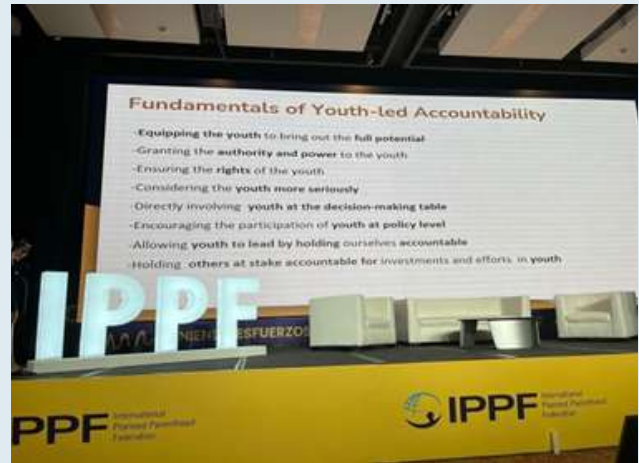 Fundamentals of Youth-led Accountability
-Equipping the youth to bring out the full potential
-Granting the authority and power to the youth
-Ensuring the rights of the youth
-Considering the youth more seriously
-Directly involving youth at the decision-making table
-Encouraging the participation of youth at policy level
-Allowing youth to lead by holding ourselves accountable
-Holding others at stake accountable for investments and efforts in youth
IPPF
ESFUERZOS
IPPF International
Planned Parenthood
Federation
IPPF International
Planned Parenthood
Federation